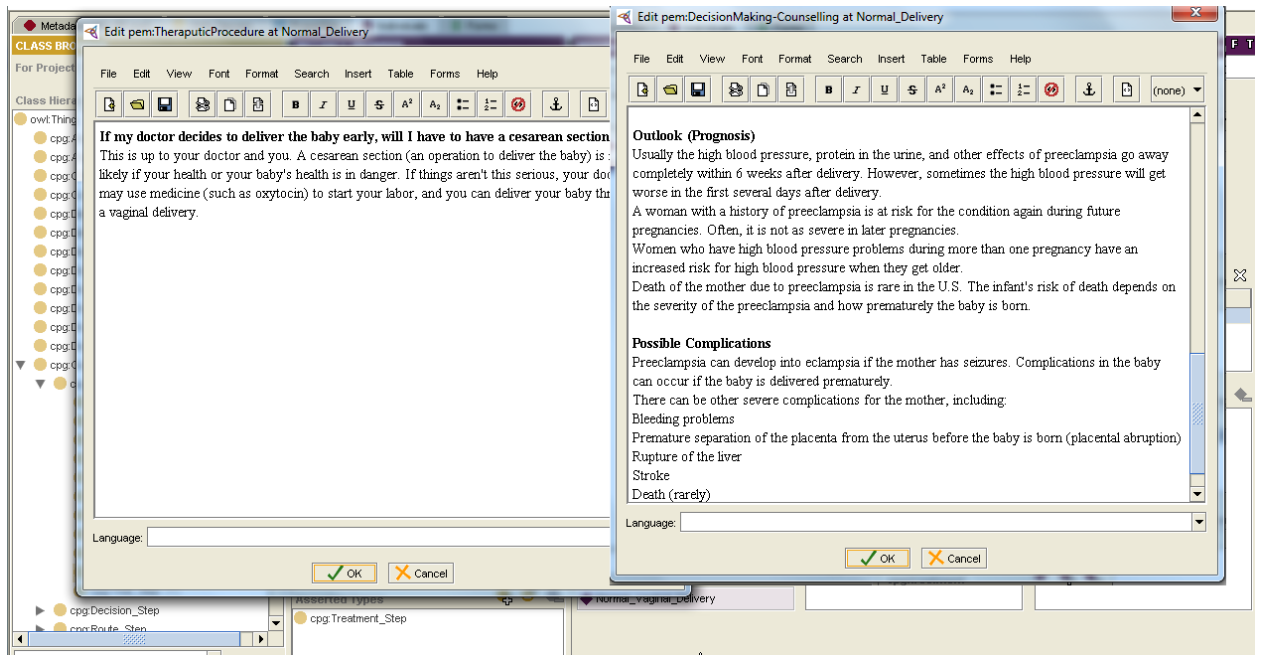 Metada
CLASS BRO
For Project
Class Hiera
owl:Thing
cpg:A
cpg:A
cpg:D
cpg:D
cpg:D
cpg:D
cpg:D
cpg:D
cpg:Decision_Step
cpg:Route_Step
Edit pem:TheraputicProcedure at Normal_Delivery
File Edit View Font Format Search Insert Table Forms Help
If my doctor decides to deliver the baby early, will I have to have a cesarean section
This is up to your doctor and you. A cesarean section (an operation to deliver the baby) is
likely if your health or your baby's health is in danger. If things aren't this serious, your doc
may use medicine (such as oxytocin) to start your labor, and you can deliver your baby thr
a vaginal delivery.
Language:
OK Cancel
Edit pem:DecisionMaking-Counselling at Normal_Delivery
File Edit View Font Format Search Insert Table Forms Help
(none)
Outlook (Prognosis)
Usually the high blood pressure, protein in the urine, and other effects of preeclampsia go away
completely within 6 weeks after delivery. However, sometimes the high blood pressure will get
worse in the first several days after delivery.
A woman with a history of preeclampsia is at risk for the condition again during future
pregnancies. Often, it is not as severe in later pregnancies.
Women who have high blood pressure problems during more than one pregnancy have an
increased risk for high blood pressure when they get older.
Death of the mother due to preeclampsia is rare in the U.S. The infant's risk of death depends on
the severity of the preeclampsia and how prematurely the baby is born.
Possible Complications
Preeclampsia can develop into eclampsia if the mother has seizures. Complications in the baby
can occur if the baby is delivered prematurely.
There can be other severe complications for the mother, including:
Bleeding problems
Premature separation of the placenta from the uterus before the baby is born (placental abruption)
Rupture of the liver
Stroke
Death (rarely)
Language:
OK Cancel
Asserted Types
cpg:Treatment_Step
Normal_Vaginal_Delivery
F T